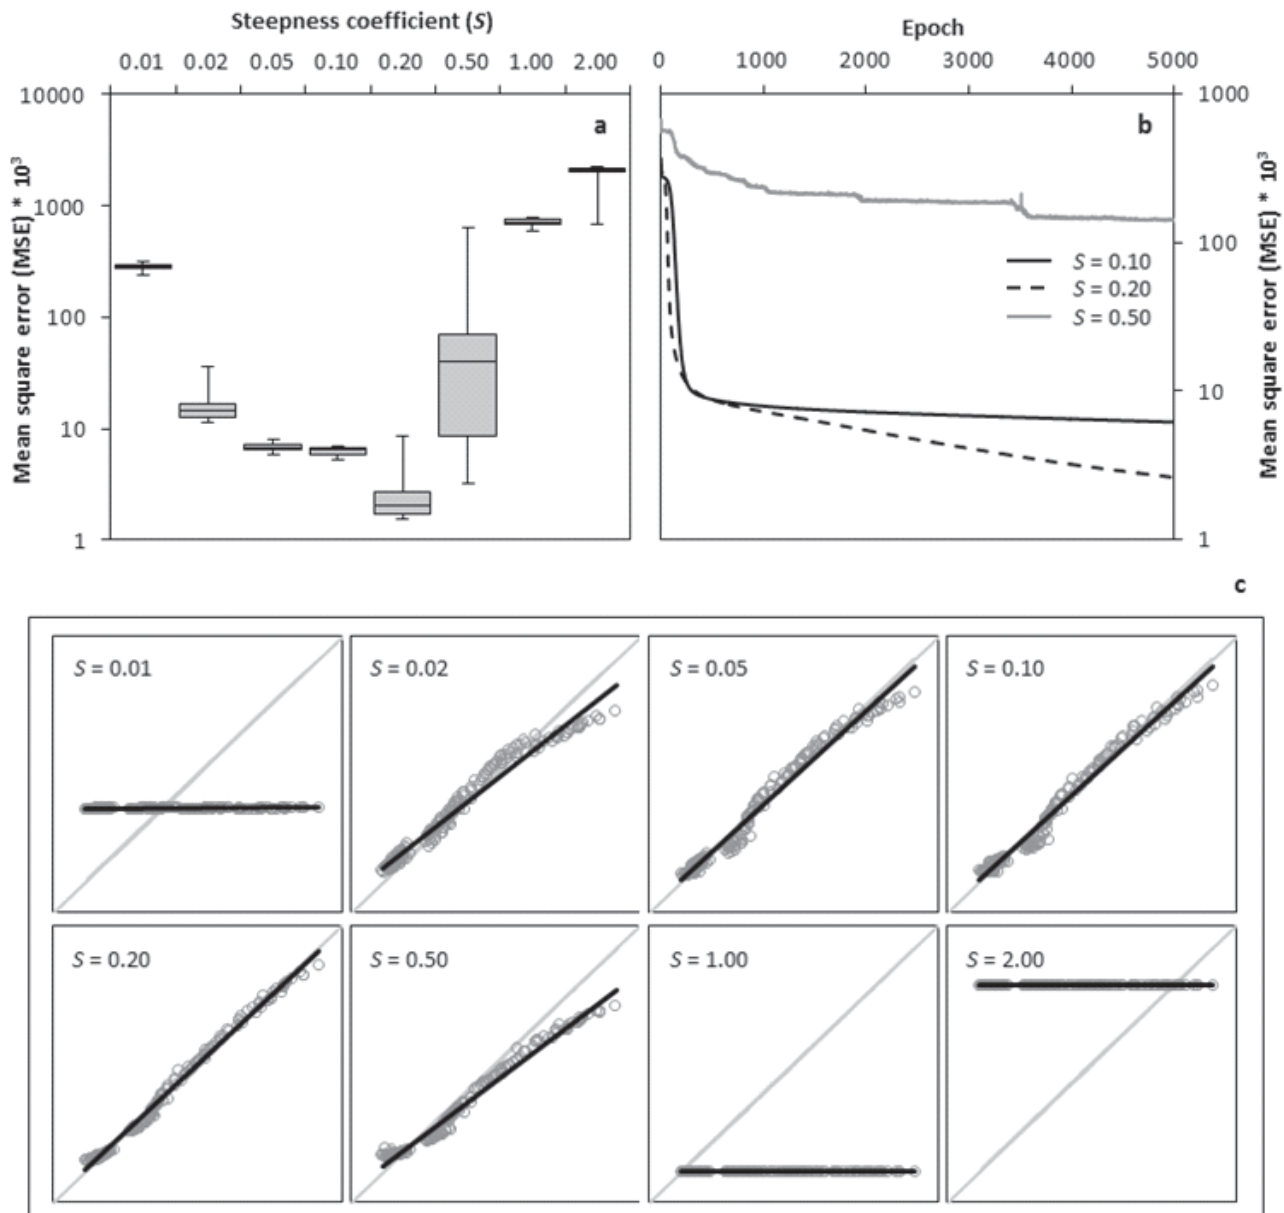 Steepness coefficient (S)
0.01 0.02 0.05 0.10 0.20 0.50 1.00 2.00
10000
1000
100
10
1
Mean square error (MSE) * 10³
a
Epoch
0 1000 2000 3000 4000 5000
b
1000
100
10
1
Mean square error (MSE) * 10³
S = 0.10
S = 0.20
S = 0.50
c
S = 0.01
S = 0.02
S = 0.05
S = 0.10
S = 0.20
S = 0.50
S = 1.00
S = 2.00